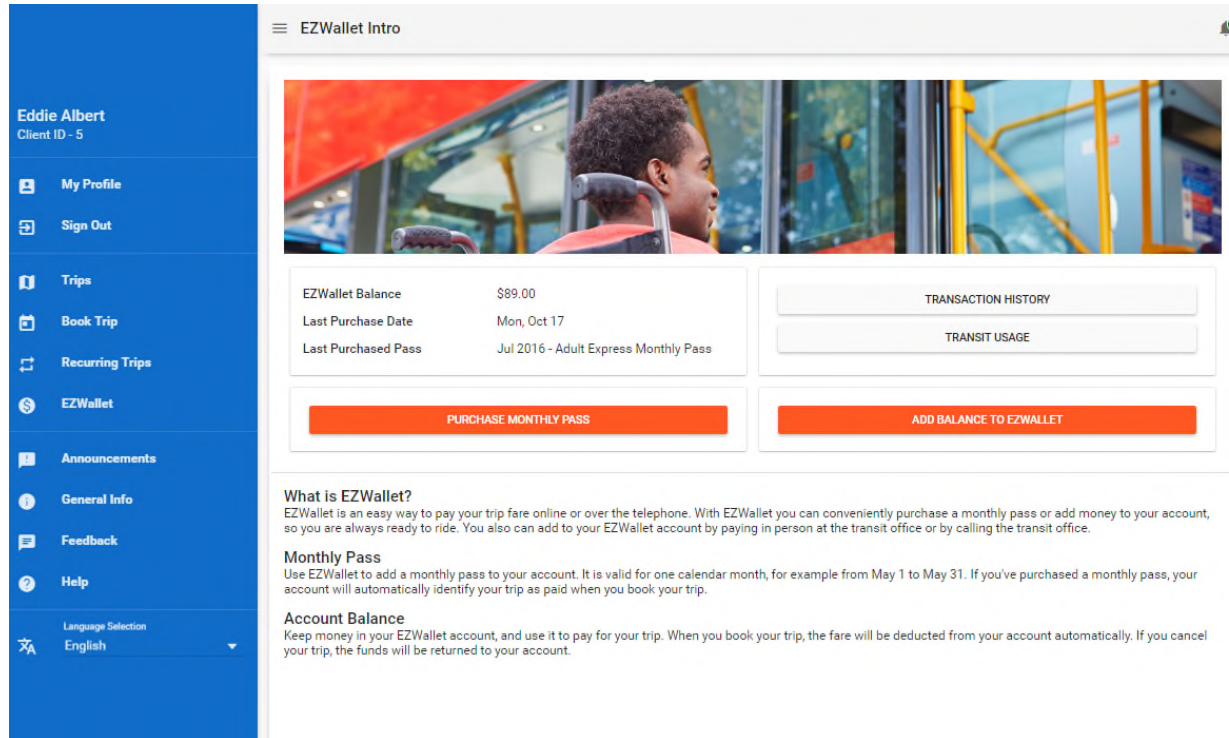 EZWallet Intro
Eddie Albert
Client ID - 5
My Profile
Sign Out
Trips
Book Trip
Recurring Trips
EZWallet
Announcements
General Info
Feedback
Help
Language Selection
English
EZWallet Balance $89.00
Last Purchase Date Mon, Oct 17
Last Purchased Pass Jul 2016 - Adult Express Monthly Pass
TRANSACTION HISTORY
TRANSIT USAGE
PURCHASE MONTHLY PASS
ADD BALANCE TO EZWALLET
What is EZWallet?
EZWallet is an easy way to pay your trip fare online or over the telephone. With EZWallet you can conveniently purchase a monthly pass or add money to your account,
so you are always ready to ride. You also can add to your EZWallet account by paying in person at the transit office or by calling the transit office.
Monthly Pass
Use EZWallet to add a monthly pass to your account. It is valid for one calendar month, for example from May 1 to May 31. If you've purchased a monthly pass, your
account will automatically identify your trip as paid when you book your trip.
Account Balance
Keep money in your EZWallet account, and use it to pay for your trip. When you book your trip, the fare will be deducted from your account automatically. If you cancel
your trip, the funds will be returned to your account.